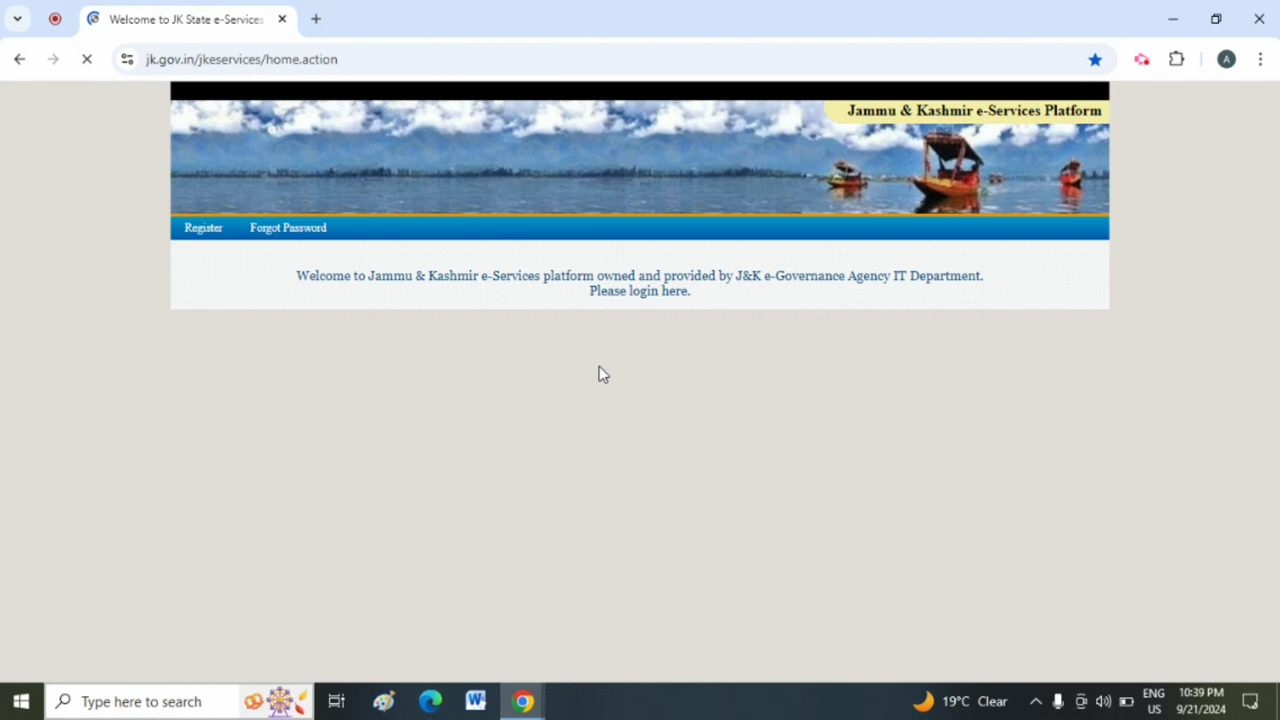 Welcome to JK State e-Services
jk.gov.in/jkeservices/home.action
A
Jammu & Kashmir e-Services Platform
Register Forgot Password
Welcome to Jammu & Kashmir e-Services platform owned and provided by J&K e-Governance Agency IT Department.
Please login here.
Type here to search
W
19°C Clear
ENG
US
10:39 PM
9/21/2024